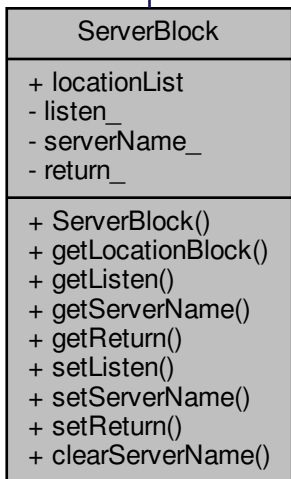 ServerBlock
+ locationList
- listen_
- serverName_
- return_
+ ServerBlock()
+ getLocationBlock()
+ getListen()
+ getServerName()
+ getReturn()
+ setListen()
+ setServerName()
+ setReturn()
+ clearServerName()